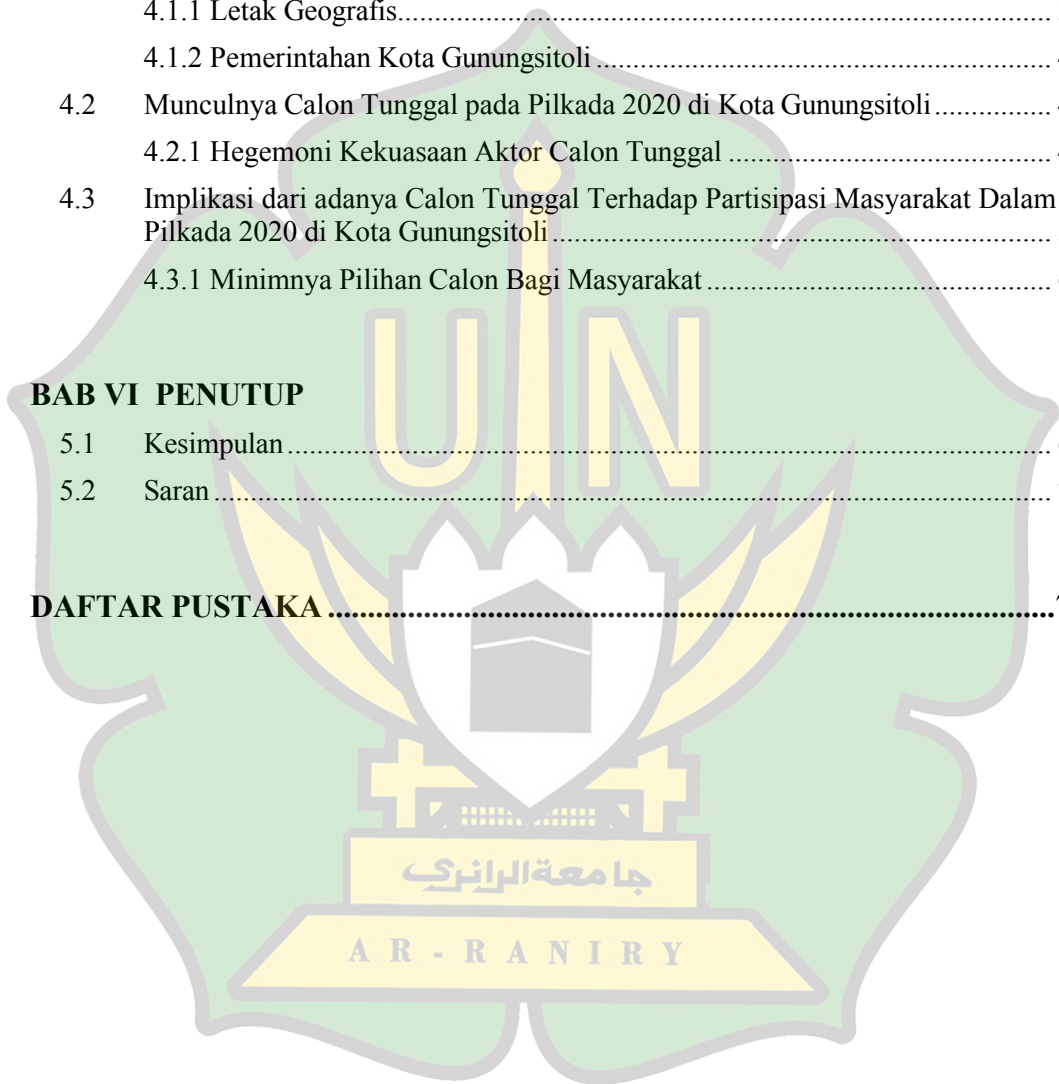 4.1.1 Letak Geografis
4.1.2 Pemerintahan Kota Gunungsitoli
4.2 Munculnya Calon Tunggal pada Pilkada 2020 di Kota Gunungsitoli
4.2.1 Hegemoni Kekuasaan Aktor Calon Tunggal
4.3 Implikasi dari adanya Calon Tunggal Terhadap Partisipasi Masyarakat Dalam
Pilkada 2020 di Kota Gunungsitoli
4.3.1 Minimnya Pilihan Calon Bagi Masyarakat
UIN
BAB VI PENUTUP
5.1 Kesimpulan
5.2 Saran
DAFTAR PUSTAKA
جامعة الرانري
AR-RANIRY